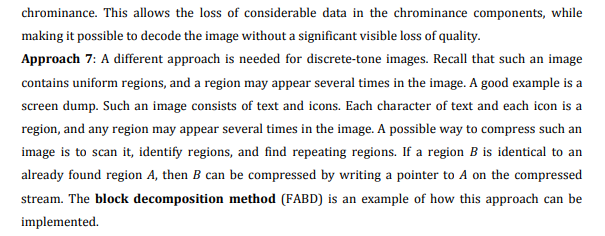 chrominance. This allows the loss of considerable data in the chrominance components, while
making it possible to decode the image without a significant visible loss of quality.
Approach 7: A different approach is needed for discrete-tone images. Recall that such an image
contains uniform regions, and a region may appear several times in the image. A good example is a
screen dump. Such an image consists of text and icons. Each character of text and each icon is a
region, and any region may appear several times in the image. A possible way to compress such an
image is to scan it, identify regions, and find repeating regions. If a region B is identical to an
already found region A, then B can be compressed by writing a pointer to A on the compressed
stream. The block decomposition method (FABD) is an example of how this approach can be
implemented.